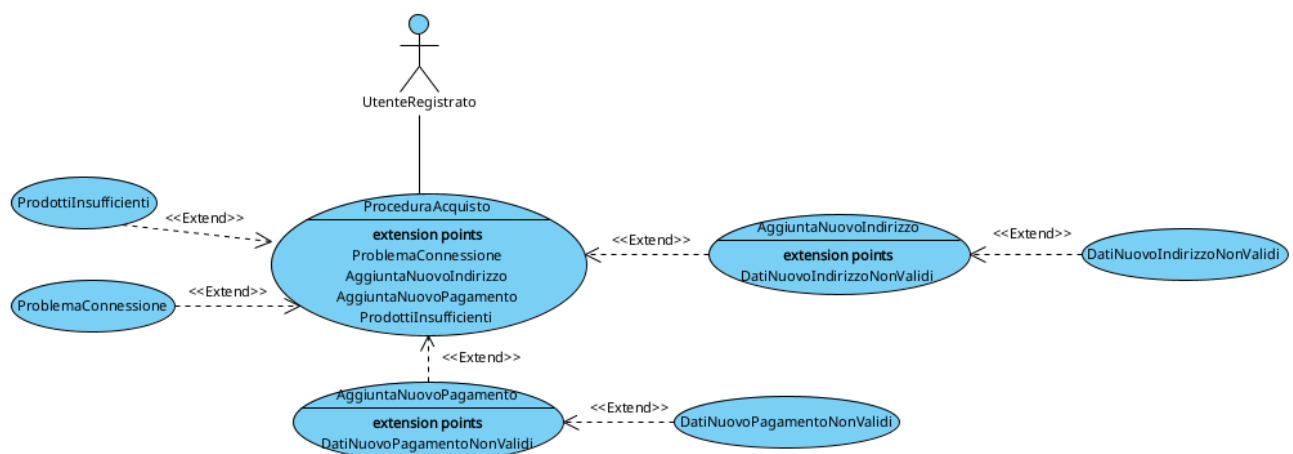 UtenteRegistrato
ProdottiInsufficienti
<<Extend>>
ProceduraAcquisto
extension points
ProblemaConnessione
AggiuntaNuovoIndirizzo
AggiuntaNuovoPagamento
ProdottiInsufficienti
<<Extend>>
AggiuntaNuovoIndirizzo
extension points
DatiNuovoIndirizzoNonValidi
<<Extend>>
DatiNuovoIndirizzoNonValidi
ProblemaConnessione
<<Extend>>
<<Extend>>
AggiuntaNuovoPagamento
extension points
DatiNuovoPagamentoNonValidi
<<Extend>>
DatiNuovoPagamentoNonValidi